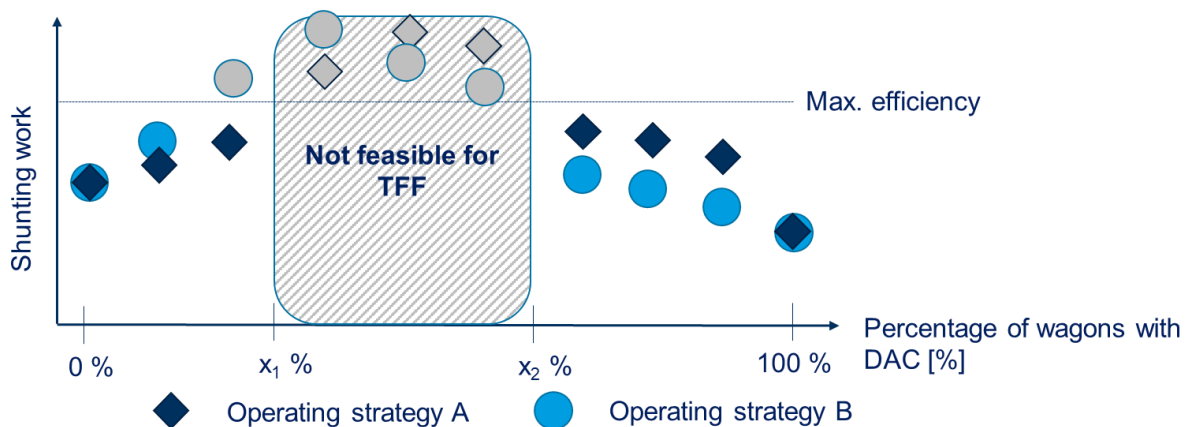 Shunting work
Max. efficiency
Not feasible for
TFF
0 %
x₁ %
x₂ %
100 %
Percentage of wagons with
DAC [%]
Operating strategy A
Operating strategy B